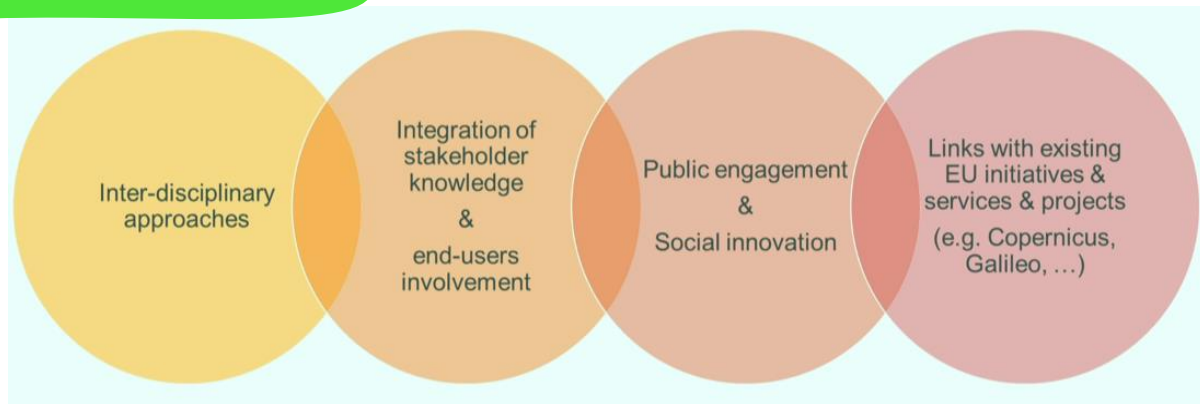 Inter-disciplinary
approaches
Integration of
stakeholder
knowledge
&
end-users
involvement
Public engagement
&
Social innovation
Links with existing
EU initiatives &
services & projects
(e.g. Copernicus,
Galileo, …)